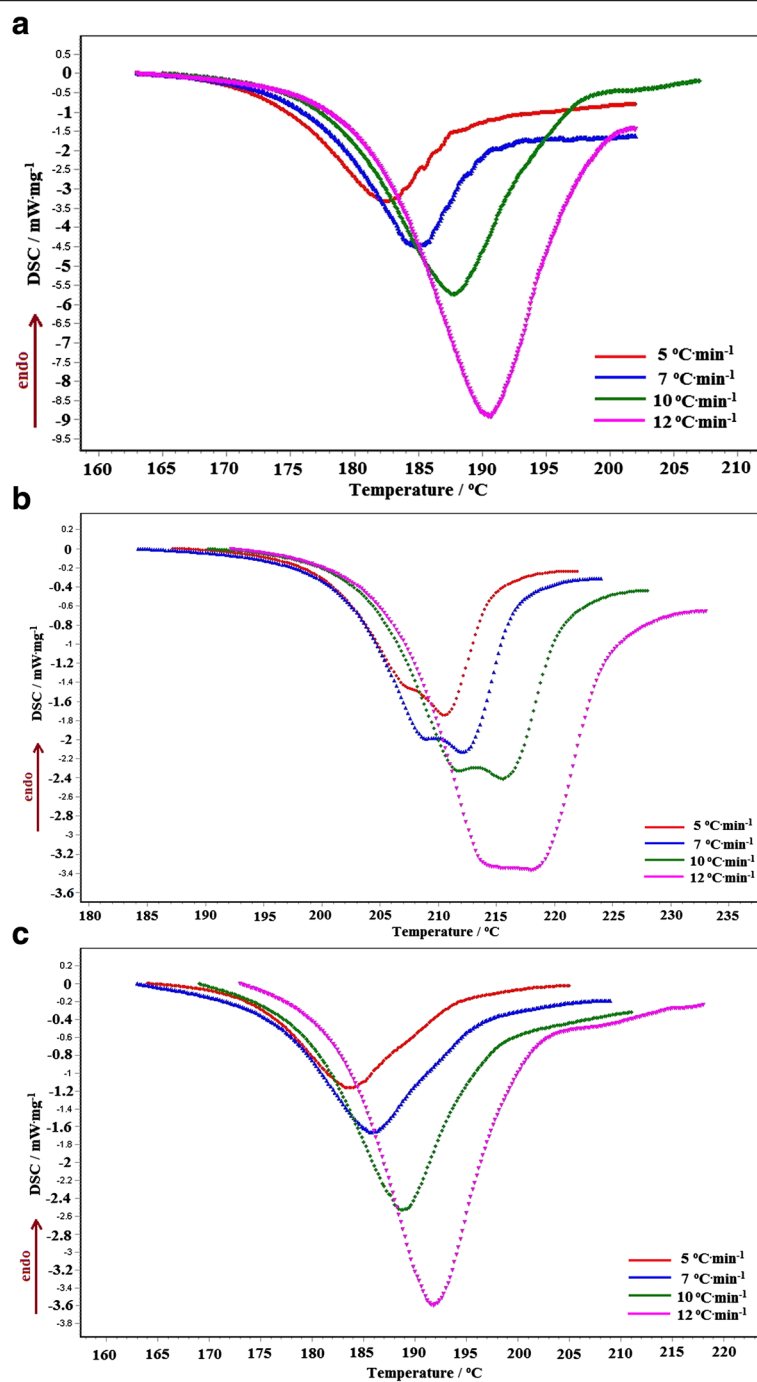 a
0.5
0
-0.5
-1
-1.5
-2
-2.5
-3
-3.5
-4
-4.5
-5
-5.5
-6
-6.5
-7
-7.5
-8
-8.5
-9
-9.5
DSC / mW·mg-1
endo
5 ºC·min-1
7 ºC·min-1
10 ºC·min-1
12 ºC·min-1
160 165 170 175 180 185 190 195 200 205 210
Temperature / ºC
b
0.2
0
-0.2
-0.4
-0.6
-0.8
-1
-1.2
-1.4
-1.6
-1.8
-2
-2.2
-2.4
-2.6
-2.8
-3
-3.2
-3.4
-3.6
DSC / mW·mg-1
endo
5 ºC·min-1
7 ºC·min-1
10 ºC·min-1
12 ºC·min-1
180 185 190 195 200 205 210 215 220 225 230 235
Temperature / ºC
c
0.2
0
-0.2
-0.4
-0.6
-0.8
-1
-1.2
-1.4
-1.6
-1.8
-2
-2.2
-2.4
-2.6
-2.8
-3
-3.2
-3.4
-3.6
-3.8
DSC / mW·mg-1
endo
5 ºC·min-1
7 ºC·min-1
10 ºC·min-1
12 ºC·min-1
160 165 170 175 180 185 190 195 200 205 210 215 220
Temperature / ºC